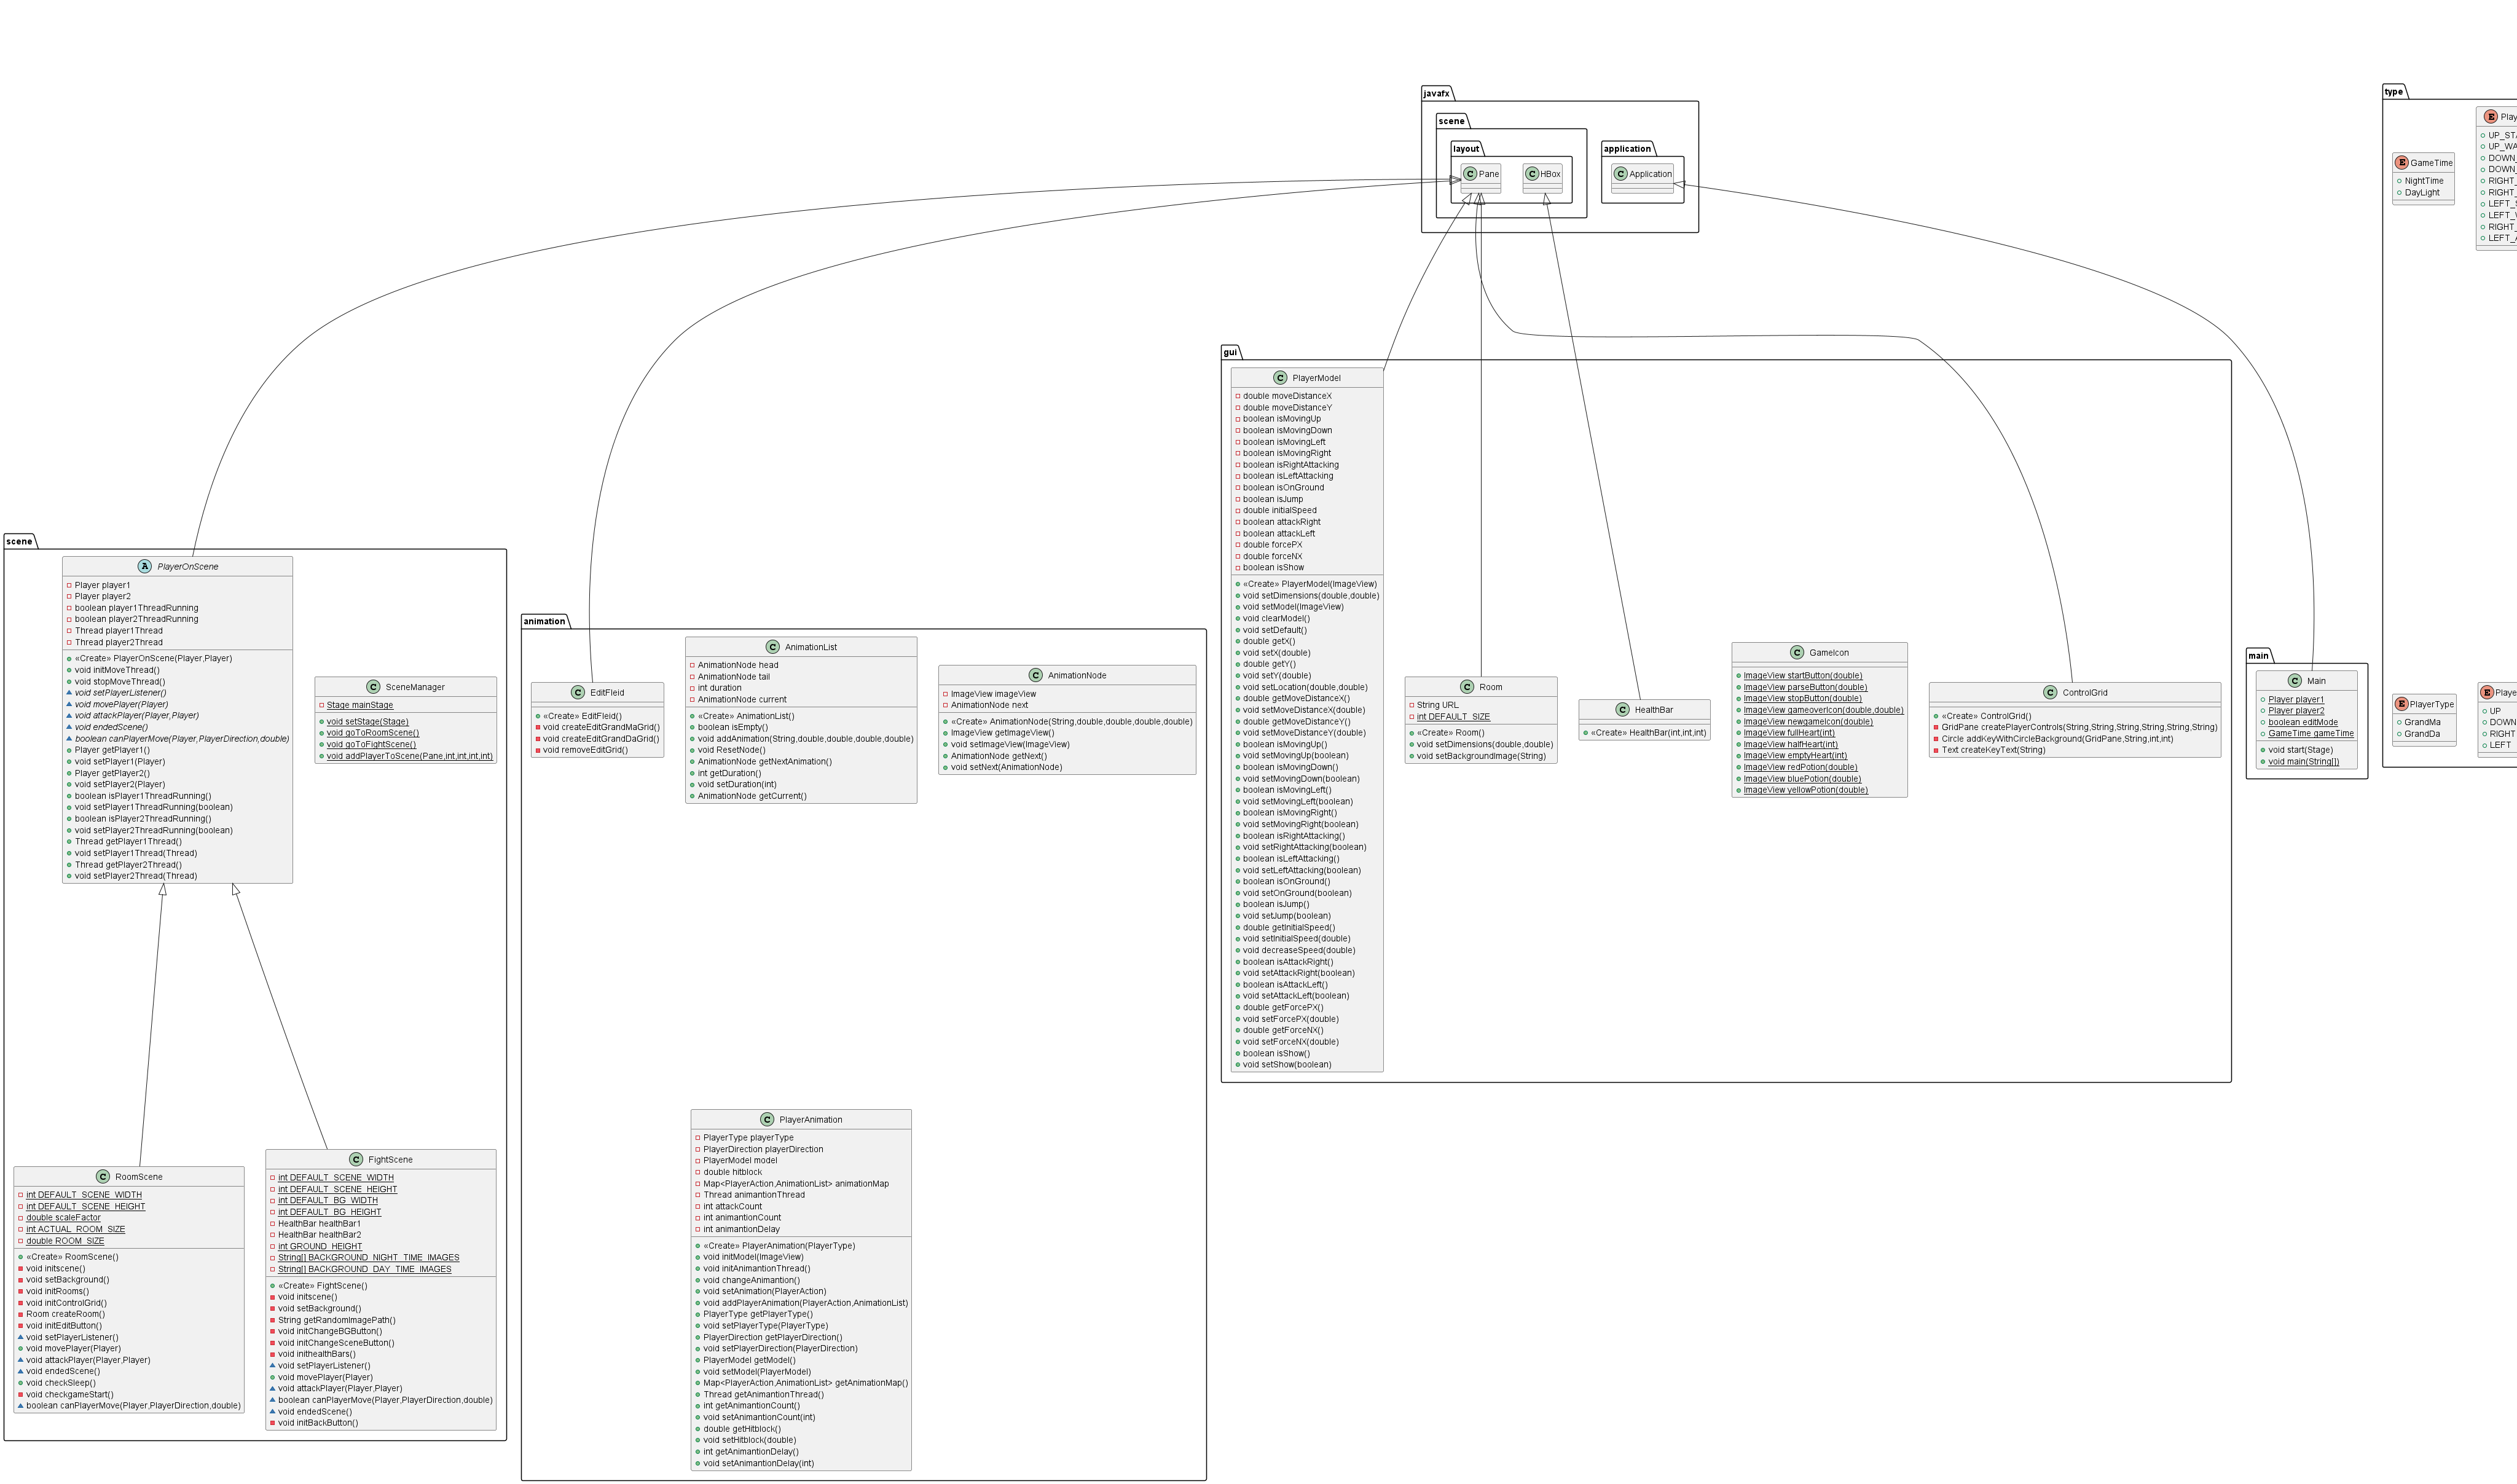 javafx
scene
layout
C Pane
C HBox
application
C Application
type
E GameTime
NightTime
DayLight
E Play
UP_STA
UP_WA
DOWN_
DOWN_
RIGHT_
RIGHT_
LEFT_S
LEFT_W
RIGHT_
LEFT_A
E PlayerType
GrandMa
GrandDa
E Player
UP
DOWN
RIGHT
LEFT
gui
C PlayerModel
double moveDistanceX
double moveDistanceY
boolean isMovingUp
boolean isMovingDown
boolean isMovingLeft
boolean isMovingRight
boolean isRightAttacking
boolean isLeftAttacking
boolean isOnGround
boolean isJump
double initialSpeed
boolean attackRight
boolean attackLeft
double forcePX
double forceNX
boolean isShow
«Create» PlayerModel(ImageView)
void setDimensions(double,double)
void setModel(ImageView)
void clearModel()
void setDefault()
double getX()
void setX(double)
double getY()
void setY(double)
void setLocation(double,double)
double getMoveDistanceX()
void setMoveDistanceX(double)
double getMoveDistanceY()
void setMoveDistanceY(double)
boolean isMovingUp()
void setMovingUp(boolean)
boolean isMovingDown()
void setMovingDown(boolean)
boolean isMovingLeft()
void setMovingLeft(boolean)
boolean isMovingRight()
void setMovingRight(boolean)
boolean isRightAttacking()
void setRightAttacking(boolean)
boolean isLeftAttacking()
void setLeftAttacking(boolean)
boolean isOnGround()
void setOnGround(boolean)
boolean isJump()
void setJump(boolean)
double getInitialSpeed()
void setInitialSpeed(double)
void decreaseSpeed(double)
boolean isAttackRight()
void setAttackRight(boolean)
boolean isAttackLeft()
void setAttackLeft(boolean)
double getForcePX()
void setForcePX(double)
double getForceNX()
void setForceNX(double)
boolean isShow()
void setShow(boolean)
C Room
String URL
int DEFAULT_SIZE
«Create» Room()
void setDimensions(double,double)
void setBackgroundImage(String)
C HealthBar
«Create» HealthBar(int,int,int)
C GameIcon
ImageView startButton(double)
ImageView parseButton(double)
ImageView stopButton(double)
ImageView gameoverIcon(double,double)
ImageView newgameIcon(double)
ImageView fullHeart(int)
ImageView halfHeart(int)
ImageView emptyHeart(int)
ImageView redPotion(double)
ImageView bluePotion(double)
ImageView yellowPotion(double)
C ControlGrid
«Create» ControlGrid()
GridPane createPlayerControls(String,String,String,String,String,String)
Circle addKeyWithCircleBackground(GridPane,String,int,int)
Text createKeyText(String)
main
C Main
Player player1
Player player2
boolean editMode
GameTime gameTime
void start(Stage)
void main(String[])
scene
A PlayerOnScene
Player player1
Player player2
boolean player1ThreadRunning
boolean player2ThreadRunning
Thread player1Thread
Thread player2Thread
«Create» PlayerOnScene(Player,Player)
void initMoveThread()
void stopMoveThread()
void setPlayerListener()
void movePlayer(Player)
void attackPlayer(Player,Player)
void endedScene()
boolean canPlayerMove(Player,PlayerDirection,double)
Player getPlayer1()
void setPlayer1(Player)
Player getPlayer2()
void setPlayer2(Player)
boolean isPlayer1ThreadRunning()
void setPlayer1ThreadRunning(boolean)
boolean isPlayer2ThreadRunning()
void setPlayer2ThreadRunning(boolean)
Thread getPlayer1Thread()
void setPlayer1Thread(Thread)
Thread getPlayer2Thread()
void setPlayer2Thread(Thread)
C SceneManager
Stage mainStage
void setStage(Stage)
void goToRoomScene()
void goToFightScene()
void addPlayerToScene(Pane,int,int,int,int)
C RoomScene
int DEFAULT_SCENE_WIDTH
int DEFAULT_SCENE_HEIGHT
double scaleFactor
int ACTUAL_ROOM_SIZE
double ROOM_SIZE
«Create» RoomScene()
void initscene()
void setBackground()
void initRooms()
void initControlGrid()
Room createRoom()
void initEditButton()
void setPlayerListener()
void movePlayer(Player)
void attackPlayer(Player,Player)
void endedScene()
void checkSleep()
void checkgameStart()
boolean canPlayerMove(Player,PlayerDirection,double)
C FightScene
int DEFAULT_SCENE_WIDTH
int DEFAULT_SCENE_HEIGHT
int DEFAULT_BG_WIDTH
int DEFAULT_BG_HEIGHT
HealthBar healthBar1
HealthBar healthBar2
int GROUND_HEIGHT
String[] BACKGROUND_NIGHT_TIME_IMAGES
String[] BACKGROUND_DAY_TIME_IMAGES
«Create» FightScene()
void initscene()
void setBackground()
String getRandomImagePath()
void initChangeBGButton()
void initChangeSceneButton()
void inithealthBars()
void setPlayerListener()
void movePlayer(Player)
void attackPlayer(Player,Player)
boolean canPlayerMove(Player,PlayerDirection,double)
void endedScene()
void initBackButton()
animation
C EditFleid
«Create» EditFleid()
void createEditGrandMaGrid()
void createEditGrandDaGrid()
void removeEditGrid()
C AnimationList
AnimationNode head
AnimationNode tail
int duration
AnimationNode current
«Create» AnimationList()
boolean isEmpty()
void addAnimation(String,double,double,double,double)
void ResetNode()
AnimationNode getNextAnimation()
int getDuration()
void setDuration(int)
AnimationNode getCurrent()
C AnimationNode
ImageView imageView
AnimationNode next
«Create» AnimationNode(String,double,double,double,double)
ImageView getImageView()
void setImageView(ImageView)
AnimationNode getNext()
void setNext(AnimationNode)
C PlayerAnimation
PlayerType playerType
PlayerDirection playerDirection
PlayerModel model
double hitblock
Map<PlayerAction,AnimationList> animationMap
Thread animantionThread
int attackCount
int animantionCount
int animantionDelay
«Create» PlayerAnimation(PlayerType)
void initModel(ImageView)
void initAnimantionThread()
void changeAnimantion()
void setAnimation(PlayerAction)
void addPlayerAnimation(PlayerAction,AnimationList)
PlayerType getPlayerType()
void setPlayerType(PlayerType)
PlayerDirection getPlayerDirection()
void setPlayerDirection(PlayerDirection)
PlayerModel getModel()
void setModel(PlayerModel)
Map<PlayerAction,AnimationList> getAnimationMap()
Thread getAnimantionThread()
int getAnimantionCount()
void setAnimantionCount(int)
double getHitblock()
void setHitblock(double)
int getAnimantionDelay()
void setAnimantionDelay(int)